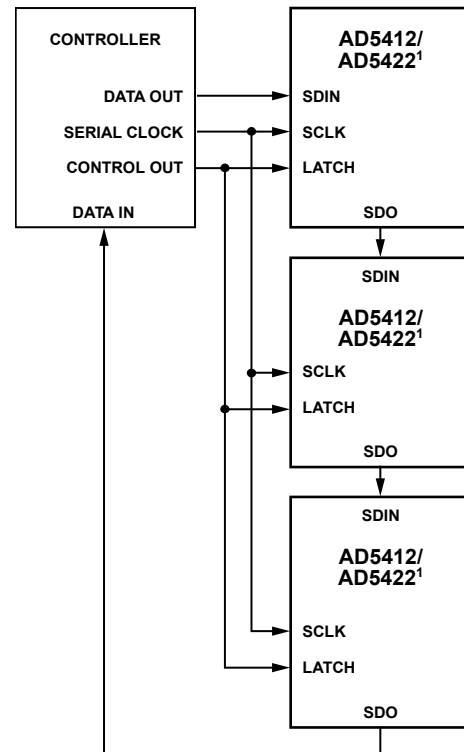 CONTROLLER
DATA OUT
SERIAL CLOCK
CONTROL OUT
DATA IN
AD5412/
AD5422¹
SDIN
SCLK
LATCH
SDO
SDIN
AD5412/
AD5422¹
SCLK
LATCH
SDO
SDIN
AD5412/
AD5422¹
SCLK
LATCH
SDO